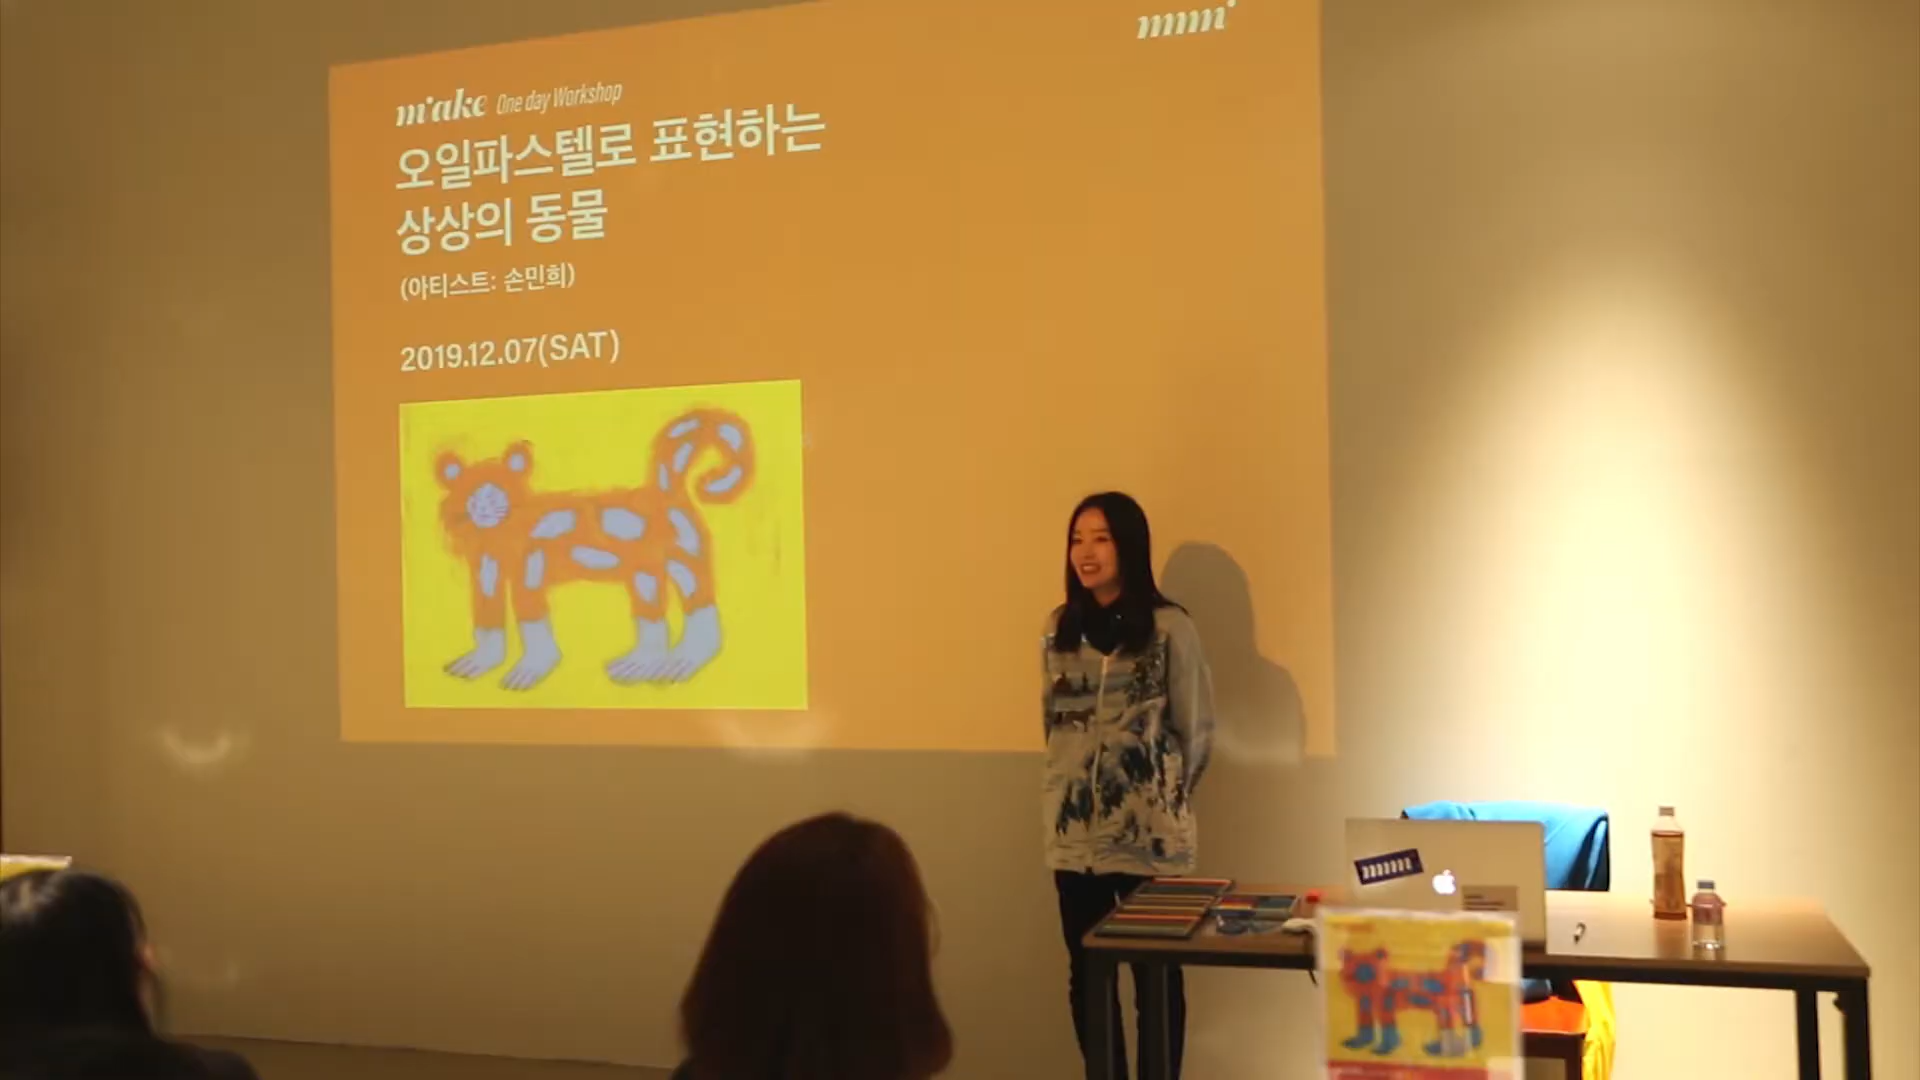 mimi
m'ake One day Workshop
오일파스텔로 표현하는
상상의 동물
(아티스트: 손민희)
2019.12.07(SAT)